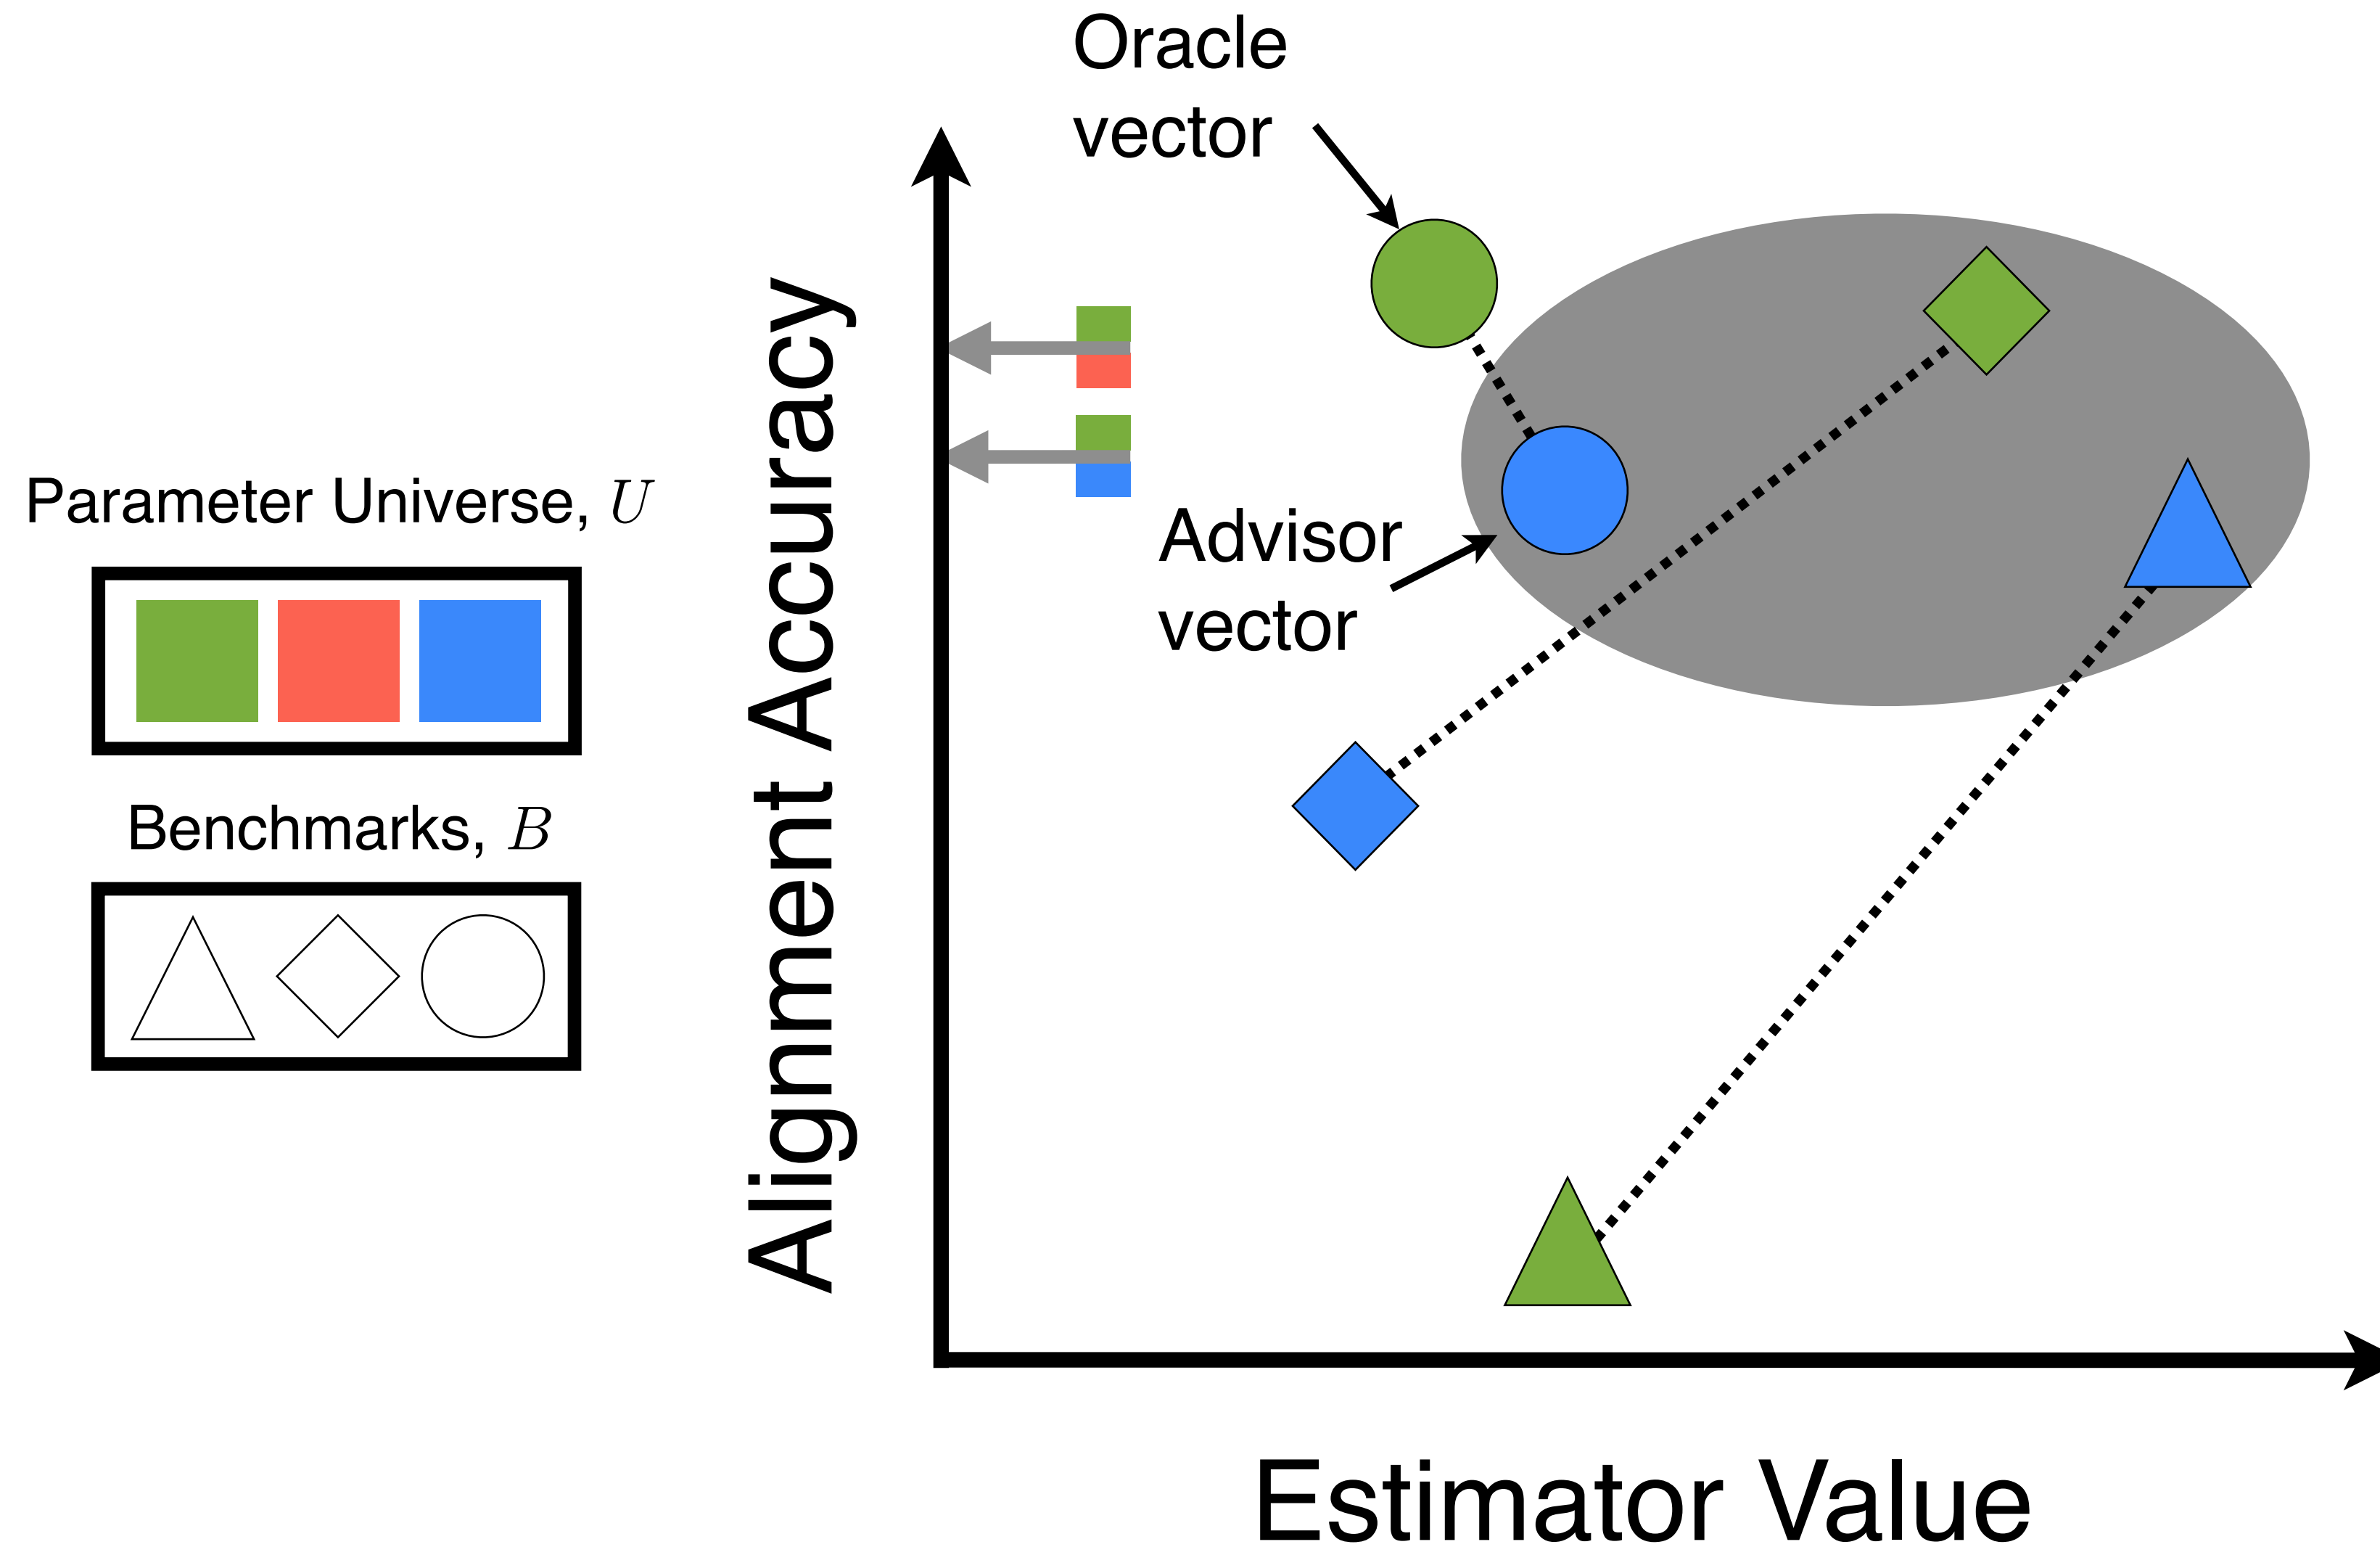 Oracle
vector
Alignment Accuracy
Parameter Universe, U
Advisor
vector
Benchmarks, B
Estimator Value